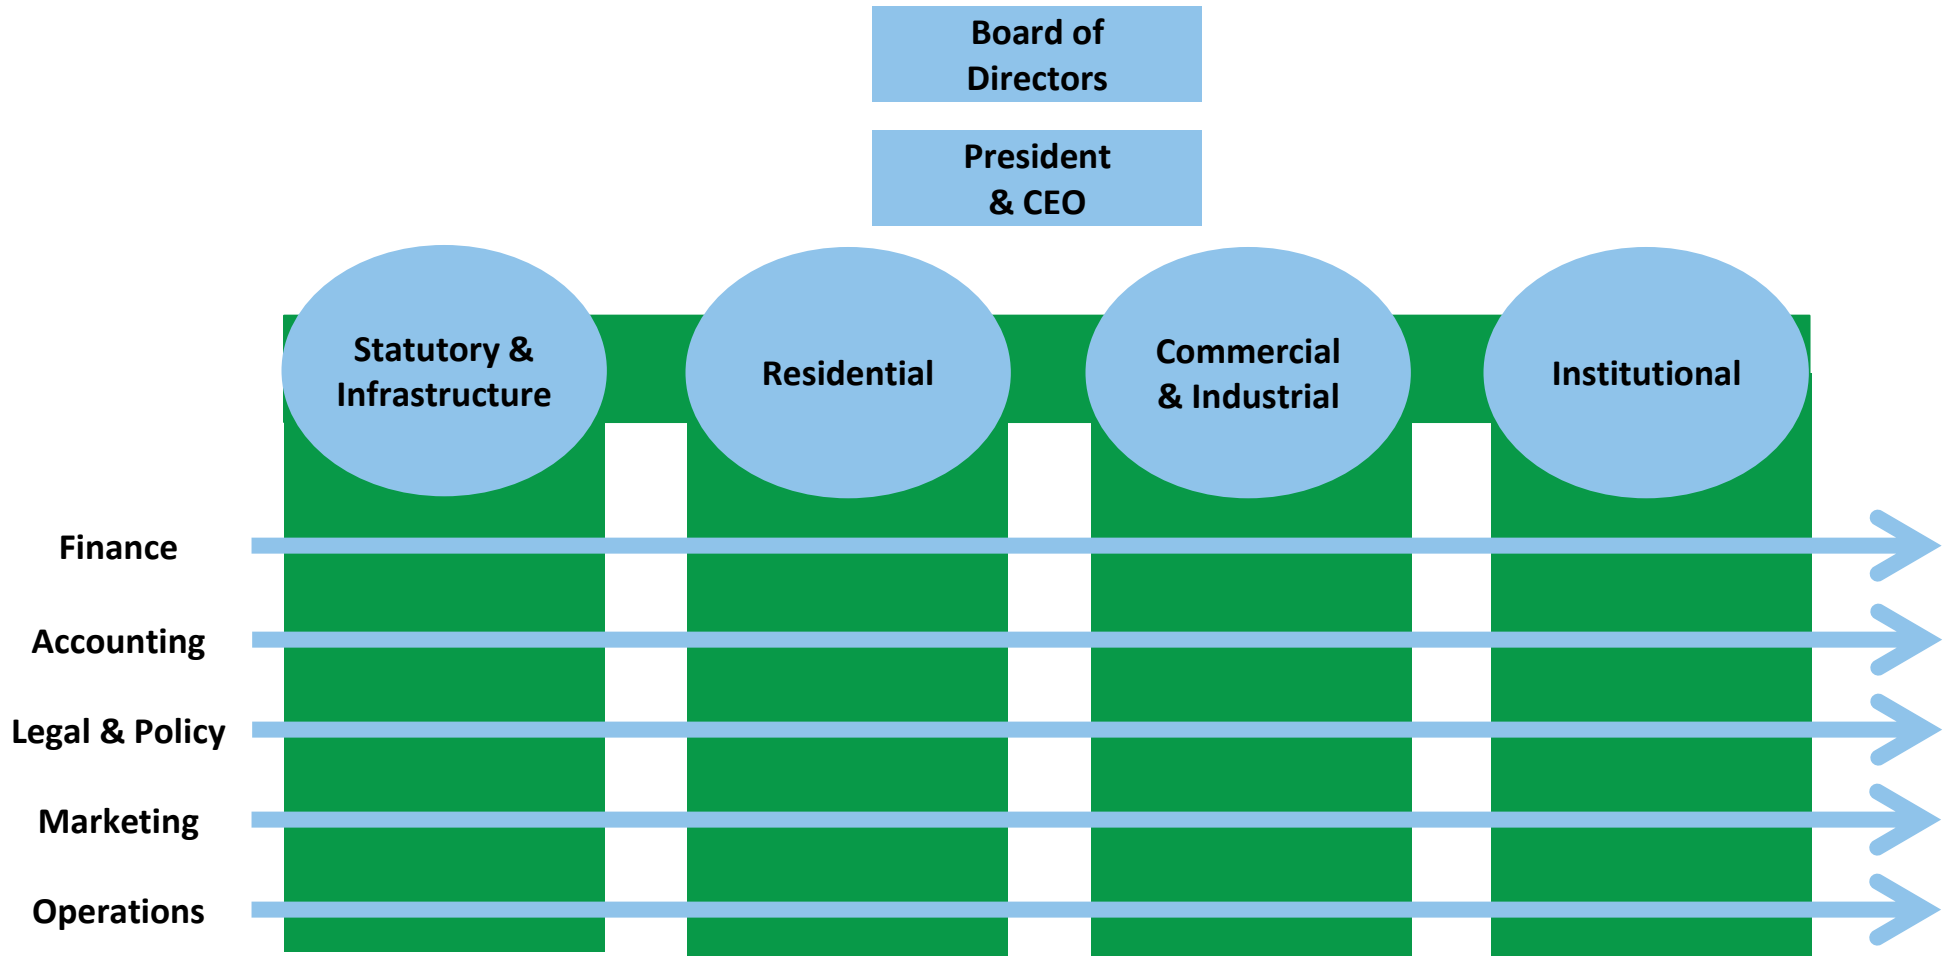 Board of
Directors
President
& CEO
Statutory &
Infrastructure
Residential
Commercial
& Industrial
Institutional
Finance
Accounting
Legal & Policy
Marketing
Operations